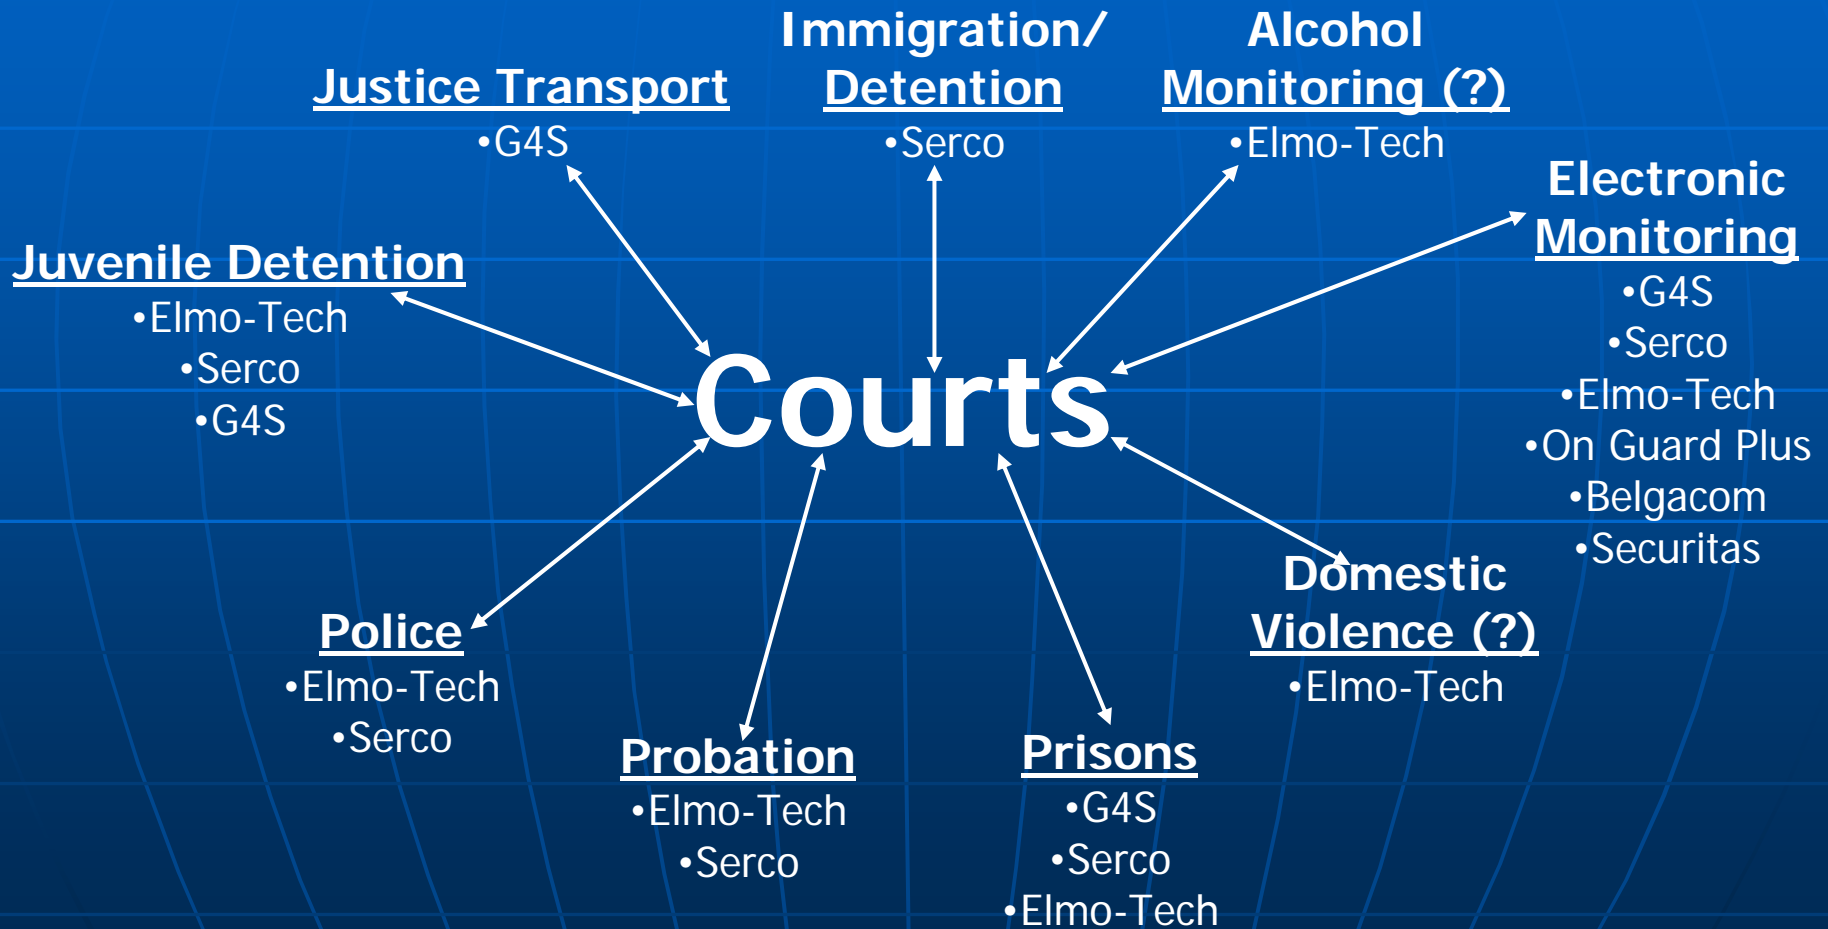 Immigration/
Detention
•Serco
Alcohol
Monitoring (?)
•Elmo-Tech
Justice Transport
•G4S
Electronic
Monitoring
•G4S
•Serco
•Elmo-Tech
•On Guard Plus
•Belgacom
•Securitas
Juvenile Detention
•Elmo-Tech
•Serco
•G4S
Courts
Domestic
Violence (?)
•Elmo-Tech
Police
•Elmo-Tech
•Serco
Probation
•Elmo-Tech
•Serco
Prisons
•G4S
•Serco
•Elmo-Tech